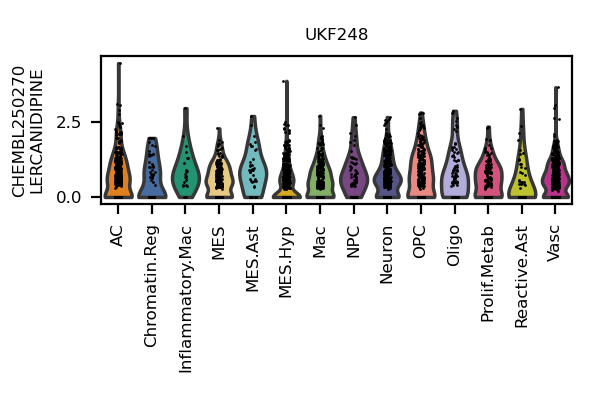 UKF248
CHEMBL250270
LERCANIDIPINE
2.5
0.0
AC
Chromatin.Reg
Inflammatory.Mac
MES
MES.Ast
MES.Hyp
Mac
NPC
Neuron
OPC
Oligo
Prolif.Metab
Reactive.Ast
Vasc